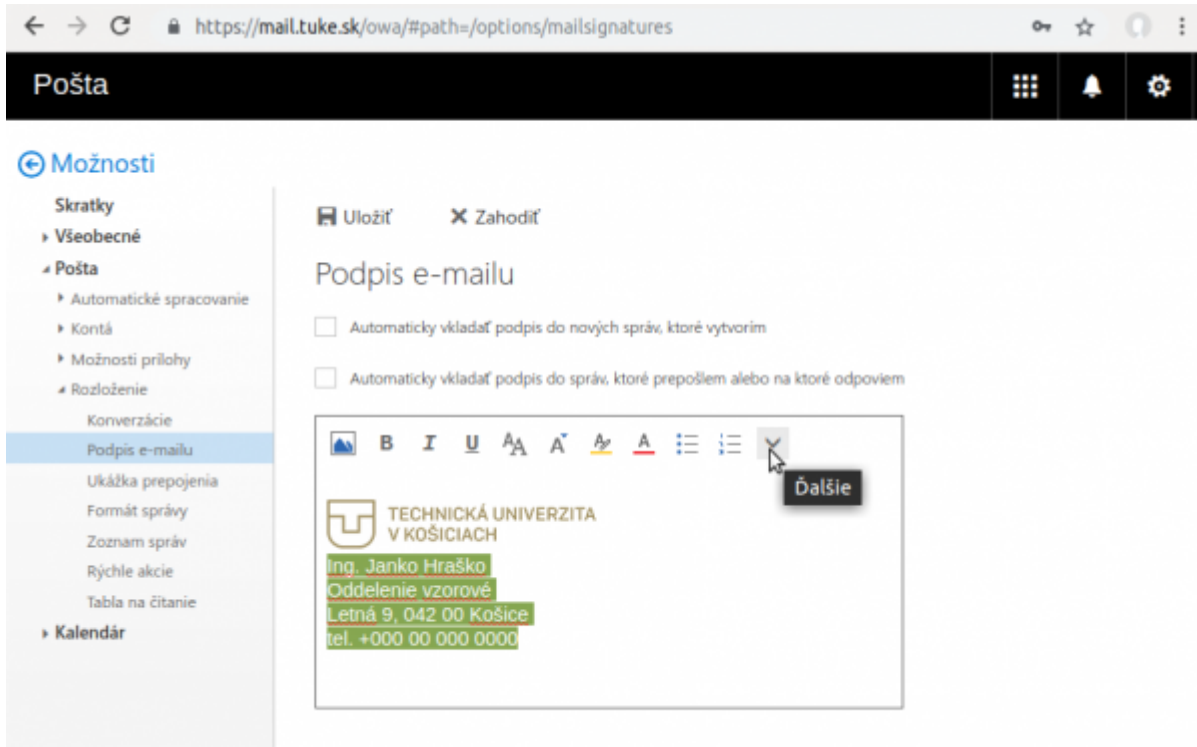 https://mail.tuke.sk/owa/#path=/options/mailsignatures
Pošta
Možnosti
Skratky
Všeobecné
Pošta
Automatické spracovanie
Kontá
Možnosti prílohy
Rozloženie
Konverzácie
Podpis e-mailu
Ukážka prepojenia
Formát správy
Zoznam správ
Rýchle akcie
Tabla na čítanie
Kalendár
Uložiť Zahodiť
Podpis e-mailu
Automaticky vkladať podpis do nových správ, ktoré vytvorím
Automaticky vkladať podpis do správ, ktoré prepošlem alebo na ktoré odpoviem
B I U AA A A A
Ďalšie
TECHNICKÁ UNIVERZITA
V KOŠICIACH
Ing. Janko Hraško
Oddelenie vzorové
Letná 9, 042 00 Košice
tel. +000 00 000 0000